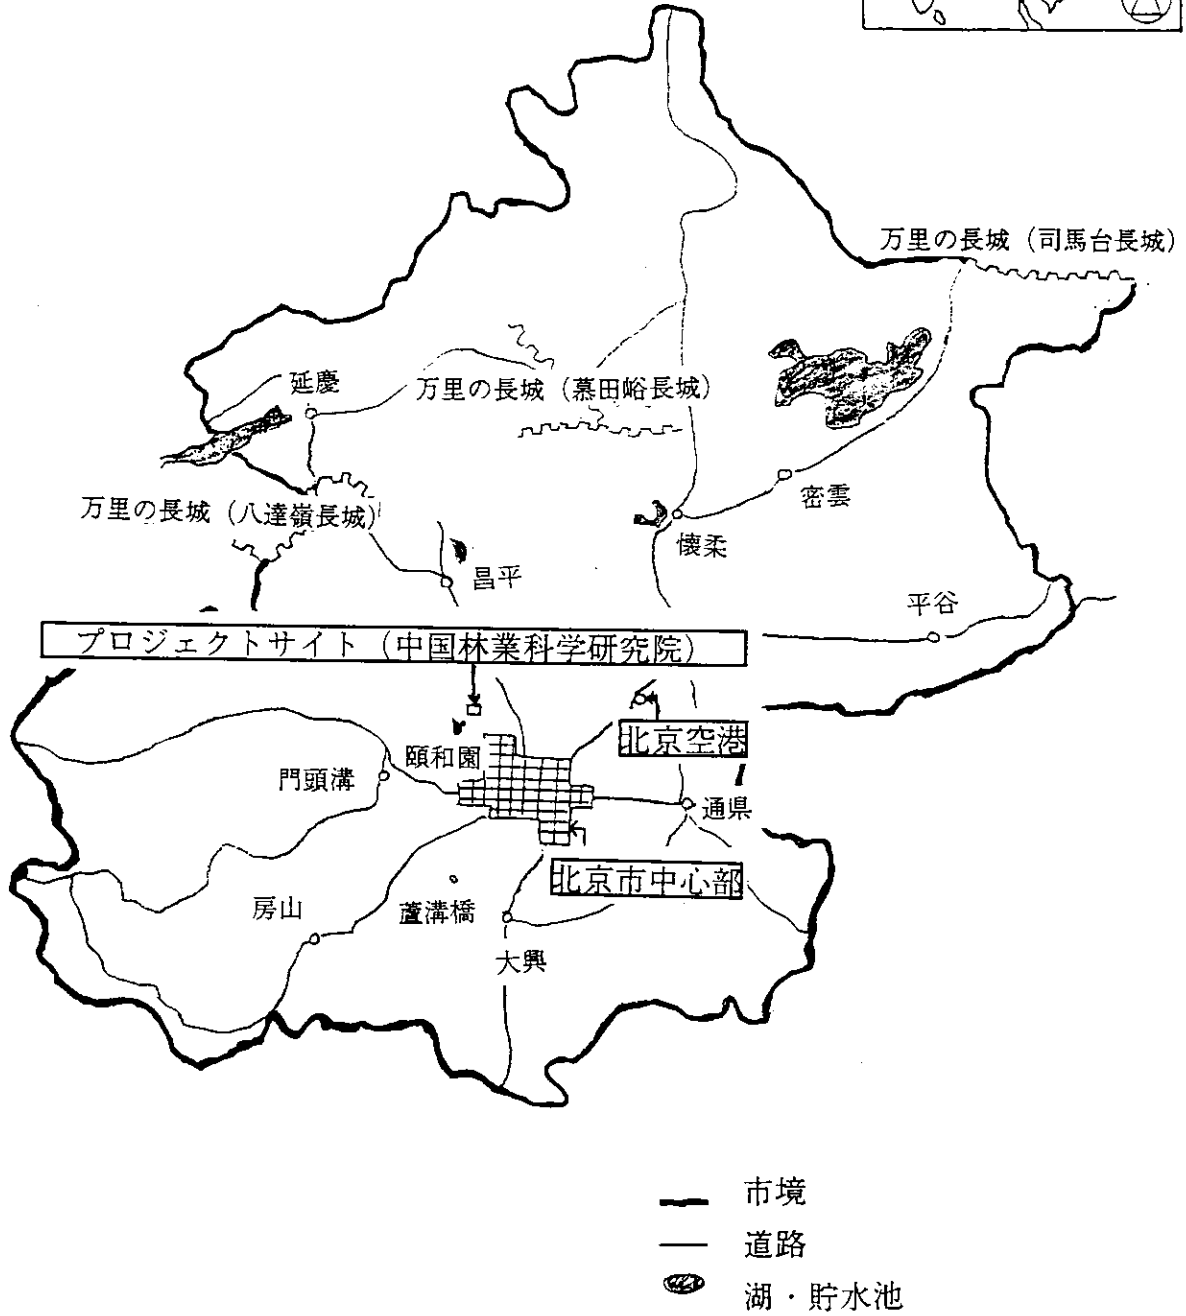 万里の長城（司馬台長城）
延慶
万里の長城（慕田峪長城）
密雲
万里の長城（八達嶺長城）
懐柔
昌平
平谷
プロジェクトサイト（中国林業科学研究院）
北京空港
頤和園
門頭溝
通県
北京市中心部
房山
蘆溝橋
大興
市境
道路
湖・貯水池